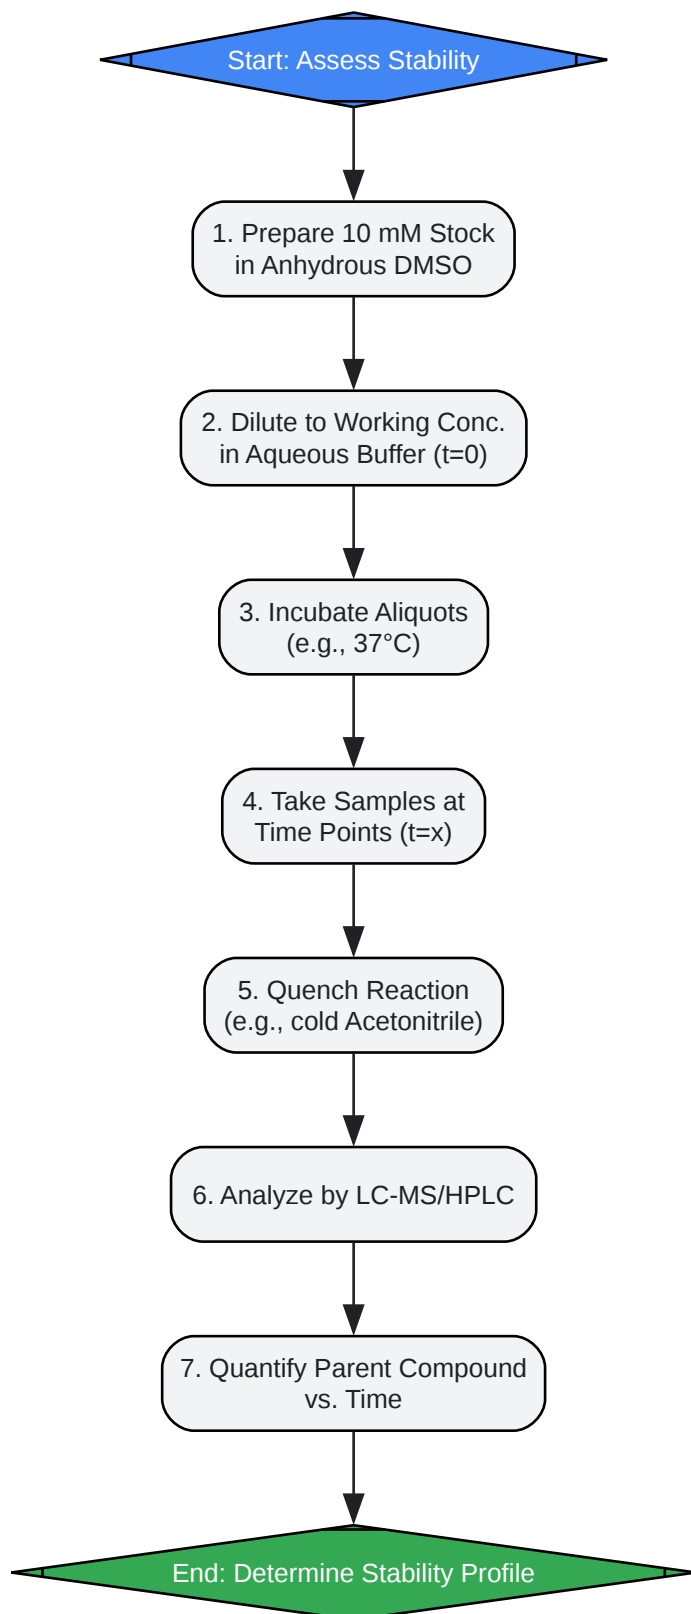 Start: Assess Stability
1. Prepare 10 mM Stock
in Anhydrous DMSO
2. Dilute to Working Conc.
in Aqueous Buffer (t=0)
3. Incubate Aliquots
(e.g., 37°C)
4. Take Samples at
Time Points (t=x)
5. Quench Reaction
(e.g., cold Acetonitrile)
6. Analyze by LC-MS/HPLC
7. Quantify Parent Compound
vs. Time
End: Determine Stability Profile